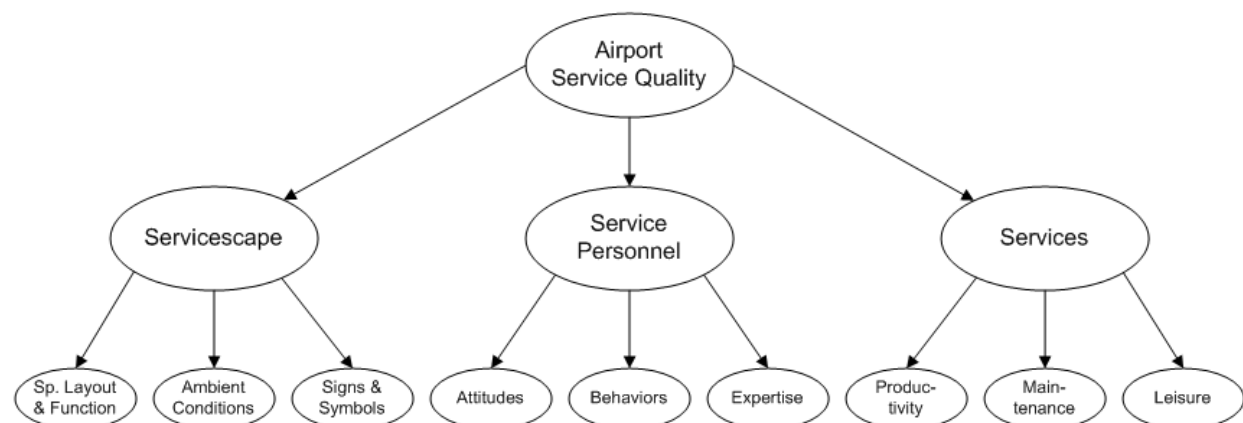 Airport
Service Quality
Servicescape
Service
Personnel
Services
Sp. Layout
& Function
Ambient
Conditions
Signs &
Symbols
Attitudes
Behaviors
Expertise
Produc-
tivity
Main-
tenance
Leisure